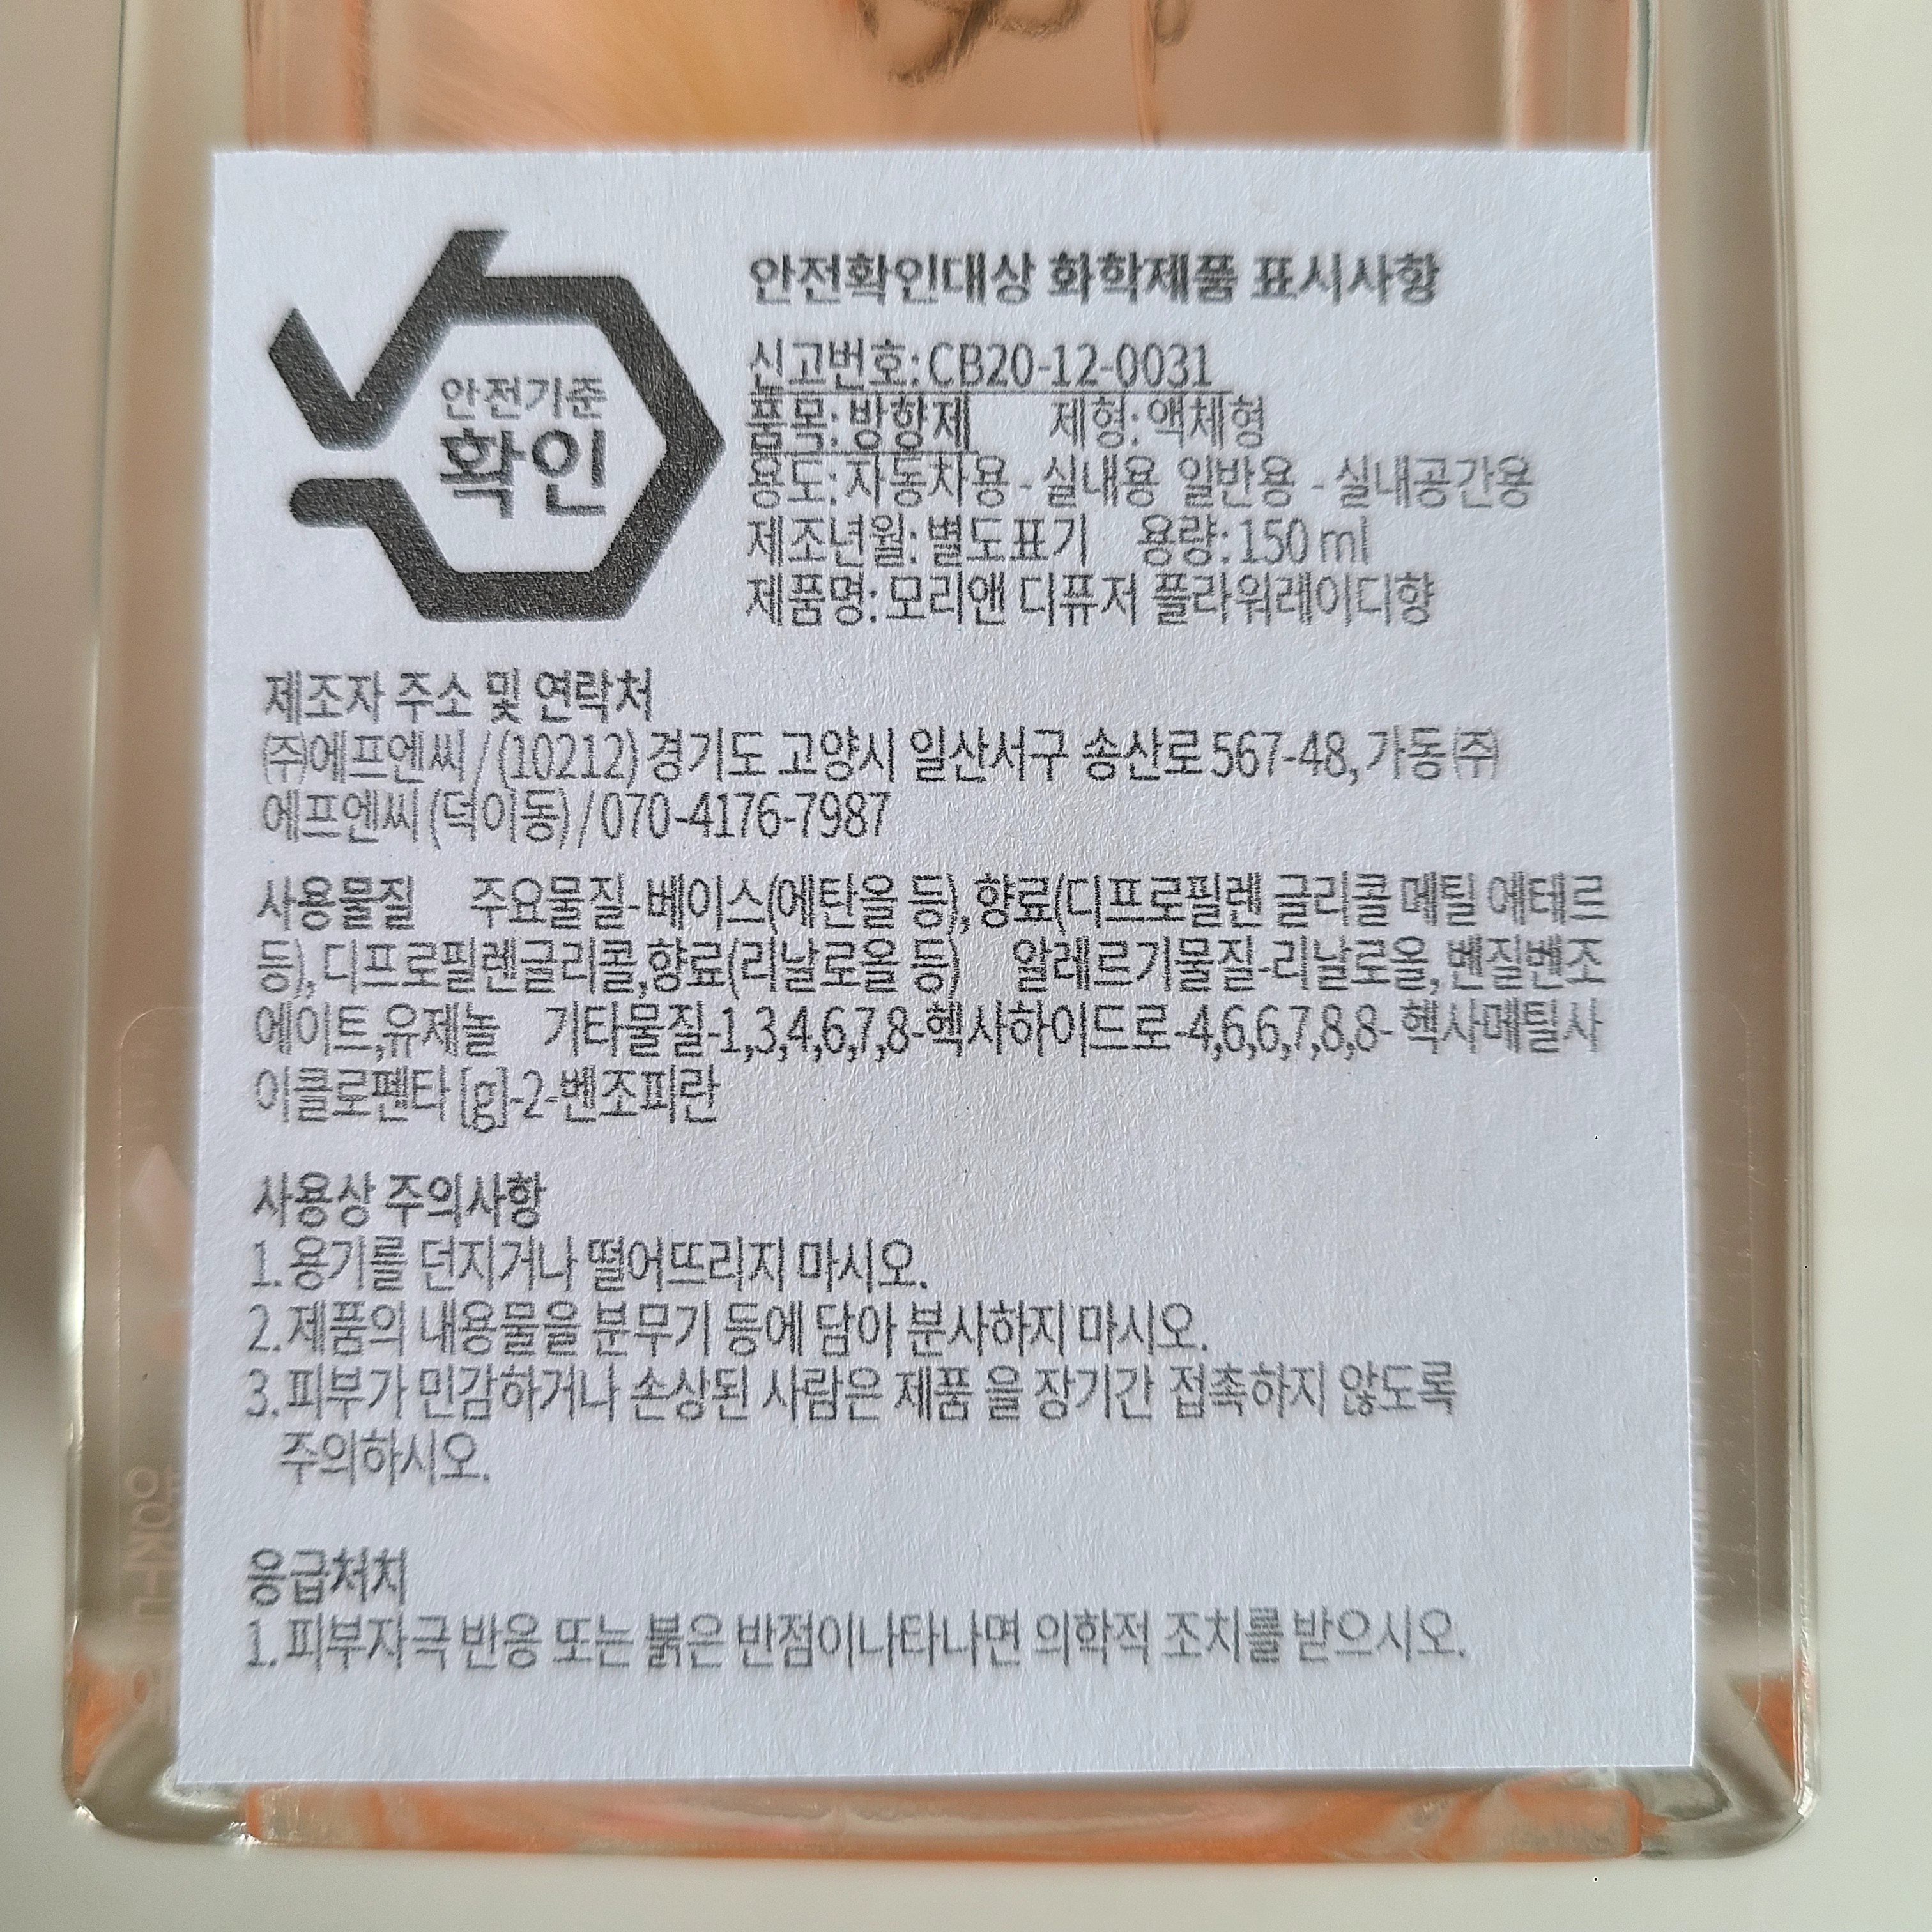 안전기준
확인
안전확인대상 화학제품 표시사항
신고번호: CB20-12-0031
품목: 방향제 제형: 액체형
용도: 자동차용 - 실내용 일반용 - 실내공간용
제조년월: 별도표기 용량: 150 ml
제품명: 모리앤 디퓨저 플라워레이디향
제조자 주소 및 연락처
㈜에프엔씨 / (10212) 경기도 고양시 일산서구 송산로 567-48, 가동 ㈜
에프엔씨 (덕이동) / 070-4176-7987
사용물질 주요물질- 베이스(에탄올 등), 향료(디프로필렌 글리콜 메틸 에테르
등), 디프로필렌글리콜,향료(리날로올 등) 알레르기물질-리날로올, 벤질벤조
에이트,유제놀 기타물질-1,3,4,6,7,8-헥사하이드로-4,6,6,7,8,8- 헥사메틸사
이클로펜타 [g]-2-벤조피란
사용상 주의사항
1. 용기를 던지거나 떨어뜨리지 마시오.
2. 제품의 내용물을 분무기 등에 담아 분사하지 마시오.
3. 피부가 민감하거나 손상된 사람은 제품 을 장기간 접촉하지 않도록
주의하시오.
응급처치
1. 피부자극 반응 또는 붉은 반점이나타나면 의학적 조치를 받으시오.